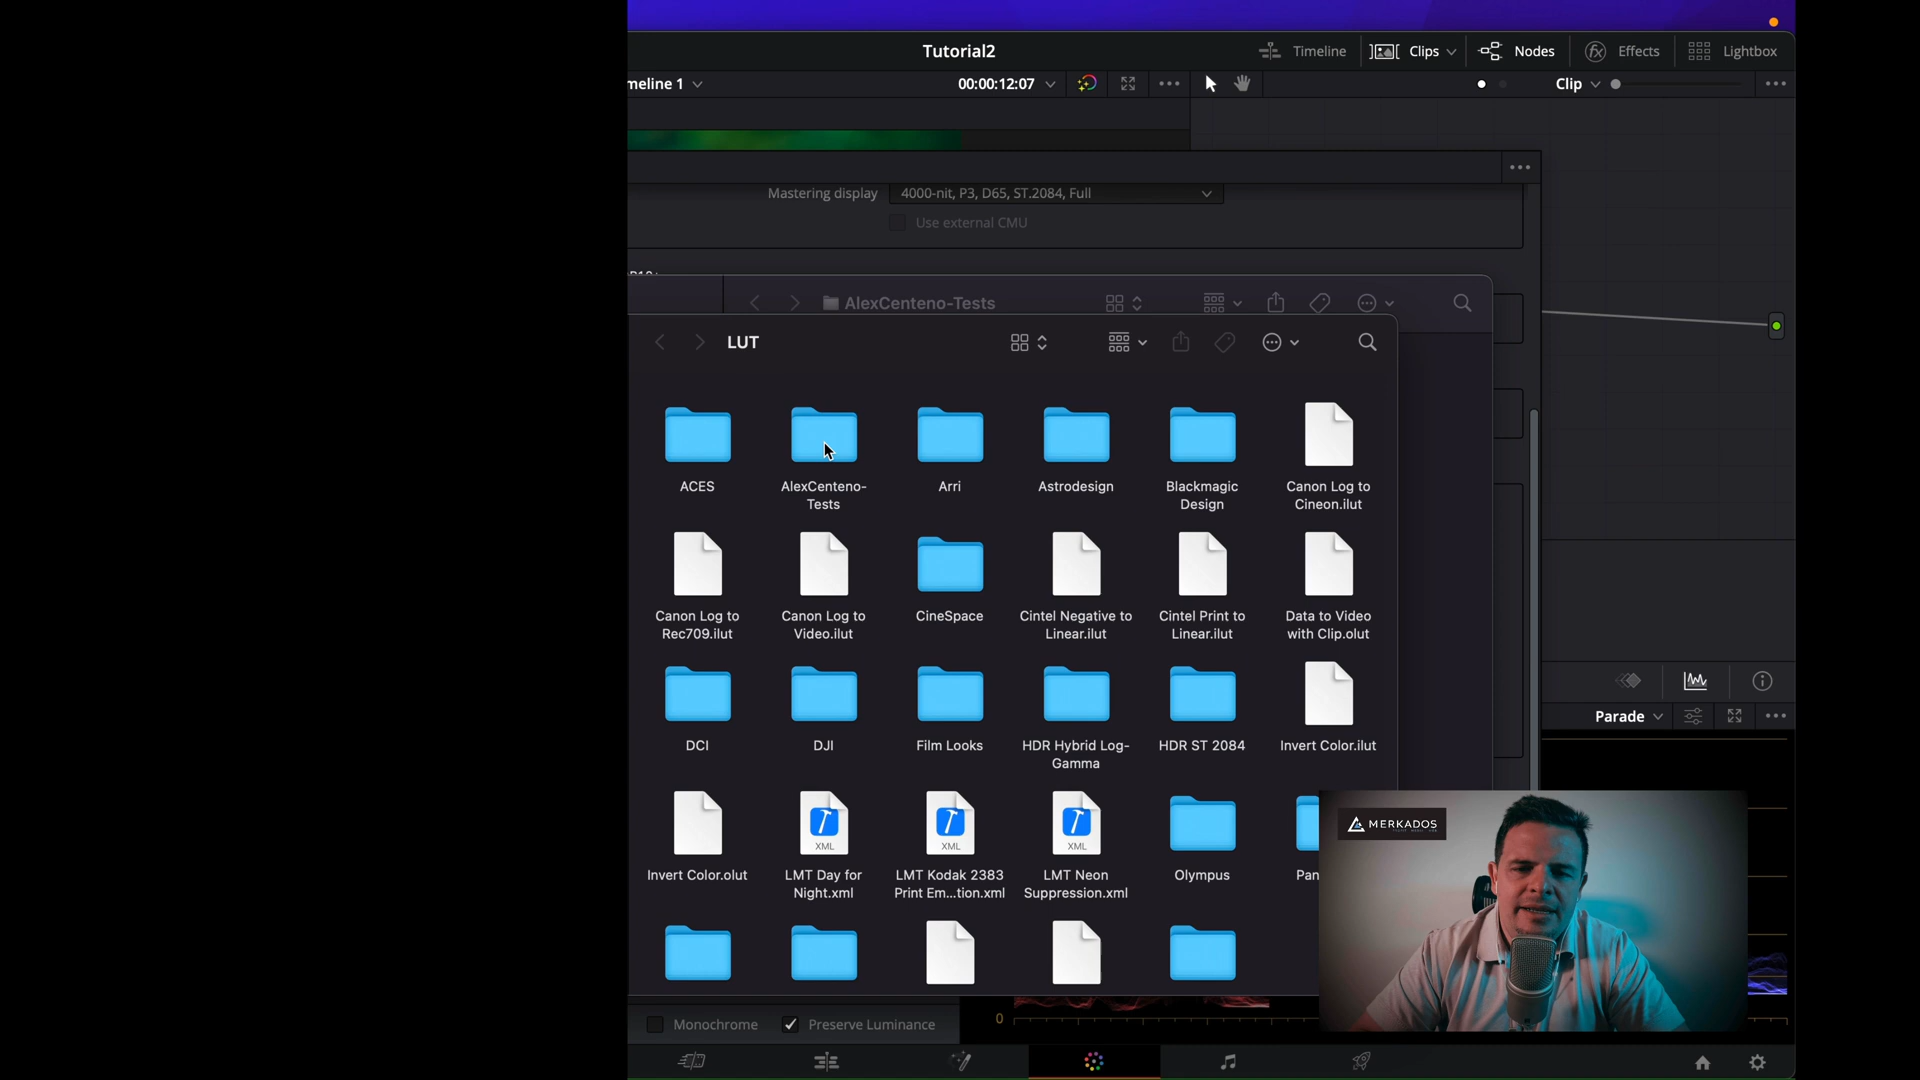 Tutorial2
Timeline
Clips
Nodes
Effects
Lightbox
meline 1
00:00:12:07
Clip
Mastering display
4000-nit, P3, D65, ST.2084, Full
Use external CMU
AlexCenteno-Tests
LUT
ACES
AlexCenteno-
Tests
Arri
Astrodesign
Blackmagic
Design
Canon Log to
Cineon.ilut
Canon Log to
Rec709.ilut
Canon Log to
Video.ilut
CineSpace
Cintel Negative to
Linear.ilut
Cintel Print to
Linear.ilut
Data to Video
with Clip.olut
DCI
DJI
Film Looks
HDR Hybrid Log-
Gamma
HDR ST 2084
Invert Color.ilut
Parade
Invert Color.olut
XML
LMT Day for
Night.xml
XML
LMT Kodak 2383
Print Em...tion.xml
XML
LMT Neon
Suppression.xml
Olympus
Pan
MERKADOS
0
Monochrome
Preserve Luminance